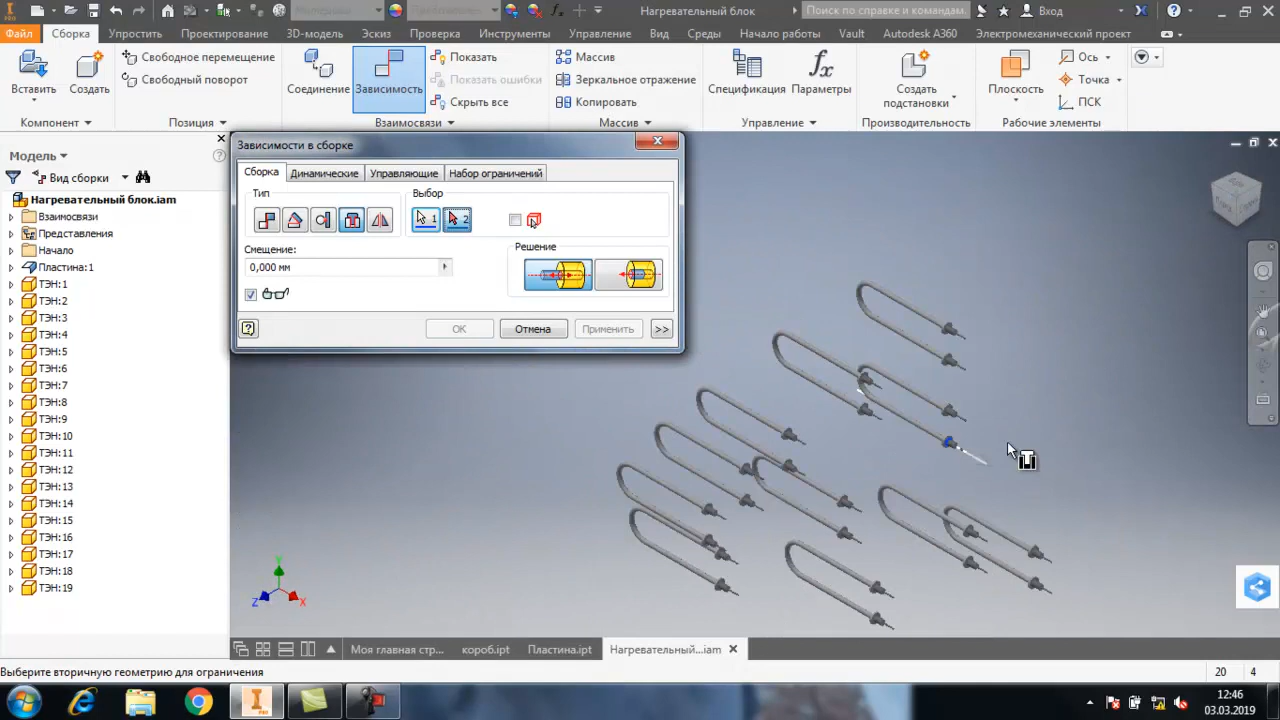 Нагревательный блок
Поиск по справке и командам.
Вход
Файл Сборка Упростить Проектирование 3D-модель Эскиз Проверка Инструменты Управление Вид Среды Начало работы Vault Autodesk A360 Электромеханический проект
Вставить
Создать
Компонент
Свободное перемещение
Свободный поворот
Позиция
Соединение
Зависимость
Показать
Показать ошибки
Скрыть все
Взаимосвязи
Массив
Зеркальное отражение
Копировать
Массив
Спецификация
Параметры
Управление
Создать
подстановки
Производительность
Плоскость
Ось
Точка
ПСК
Рабочие элементы
Модель
Вид сборки
Нагревательный блок.iam
Взаимосвязи
Представления
Начало
Пластина:1
ТЭН:1
ТЭН:2
ТЭН:3
ТЭН:4
ТЭН:5
ТЭН:6
ТЭН:7
ТЭН:8
ТЭН:9
ТЭН:10
ТЭН:11
ТЭН:12
ТЭН:13
ТЭН:14
ТЭН:15
ТЭН:16
ТЭН:17
ТЭН:18
ТЭН:19
Зависимости в сборке
Сборка Динамические Управляющие Набор ограничений
Тип
Выбор
1 2
Смещение:
0,000 мм
Решение
OK Отмена Применить >>
Y
Z X
Моя главная стр... короб.ipt Пластина.ipt Нагревательный...iam
Выберите вторичную геометрию для ограничения
20 4
12:46
03.03.2019